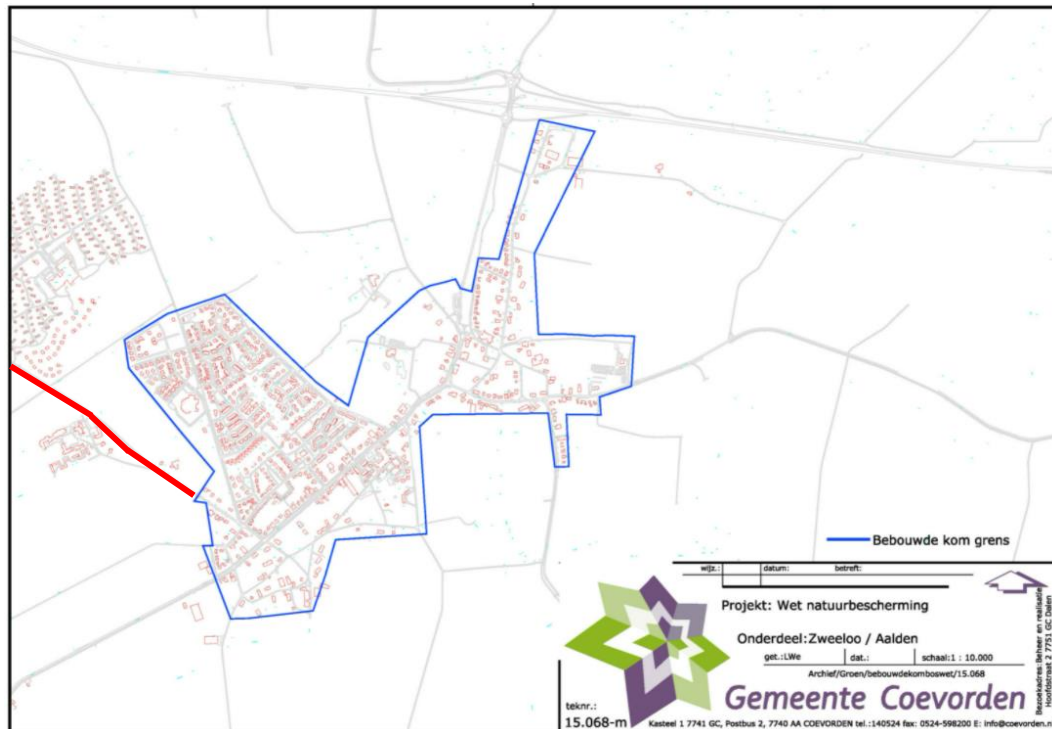 Bebouwde kom grens
wijz.: datum: betreft:
Projekt: Wet natuurbescherming
Onderdeel:Zweeloo / Aalden
get.:LWe dat.: schaal:1 : 10.000
Archief/Groen/bebouwdekomboswet/15.068
Gemeente Coevorden
teknr.:
15.068-m
Kasteel 1 7741 GC, Postbus 2, 7740 AA COEVORDEN tel.:140524 fax: 0524-598200 E: info@coevorden.n
Bezoekadres: Beheer en realisatie
Hoofdstraat 2 7751 GC Dalen